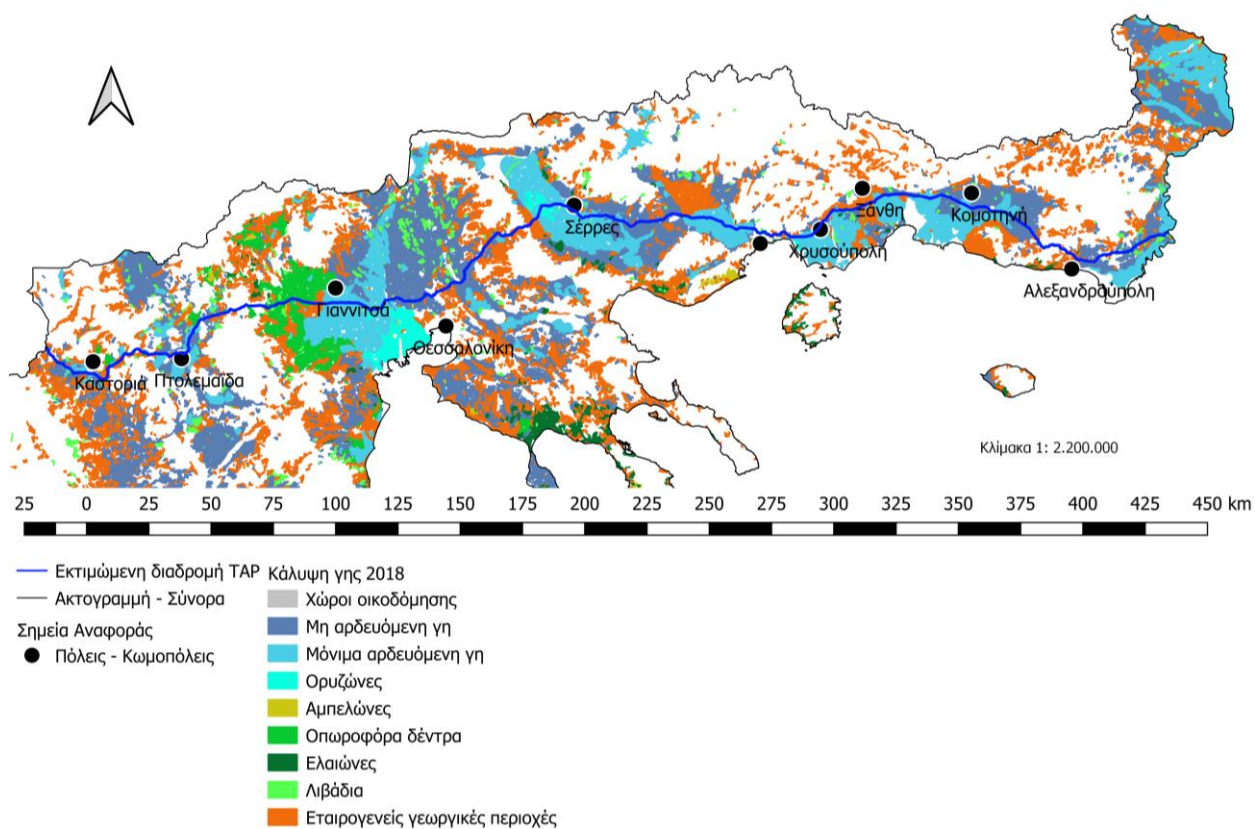 Σέρρες
Ξάνθη
Κομοτηνή
Χρυσούπολη
Αλεξανδρούπολη
Γιαννιτσά
Θεσσαλονίκη
Καστοριά
Πτολεμαΐδα
Κλίμακα 1: 2.200.000
25 0 25 50 75 100 125 150 175 200 225 250 275 300 325 350 375 400 425 450 km
Εκτιμώμενη διαδρομή TAP
Ακτογραμμή - Σύνορα
Σημεία Αναφοράς
Πόλεις - Κωμοπόλεις
Κάλυψη γης 2018
Χώροι οικοδόμησης
Μη αρδευόμενη γη
Μόνιμα αρδευόμενη γη
Ορυζώνες
Αμπελώνες
Οπωροφόρα δέντρα
Ελαιώνες
Λιβάδια
Εταιρογενείς γεωργικές περιοχές